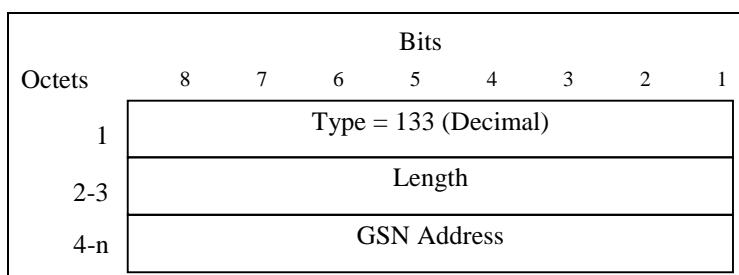 Bits
Octets 8 7 6 5 4 3 2 1
1 Type = 133 (Decimal)
2-3 Length
4-n GSN Address